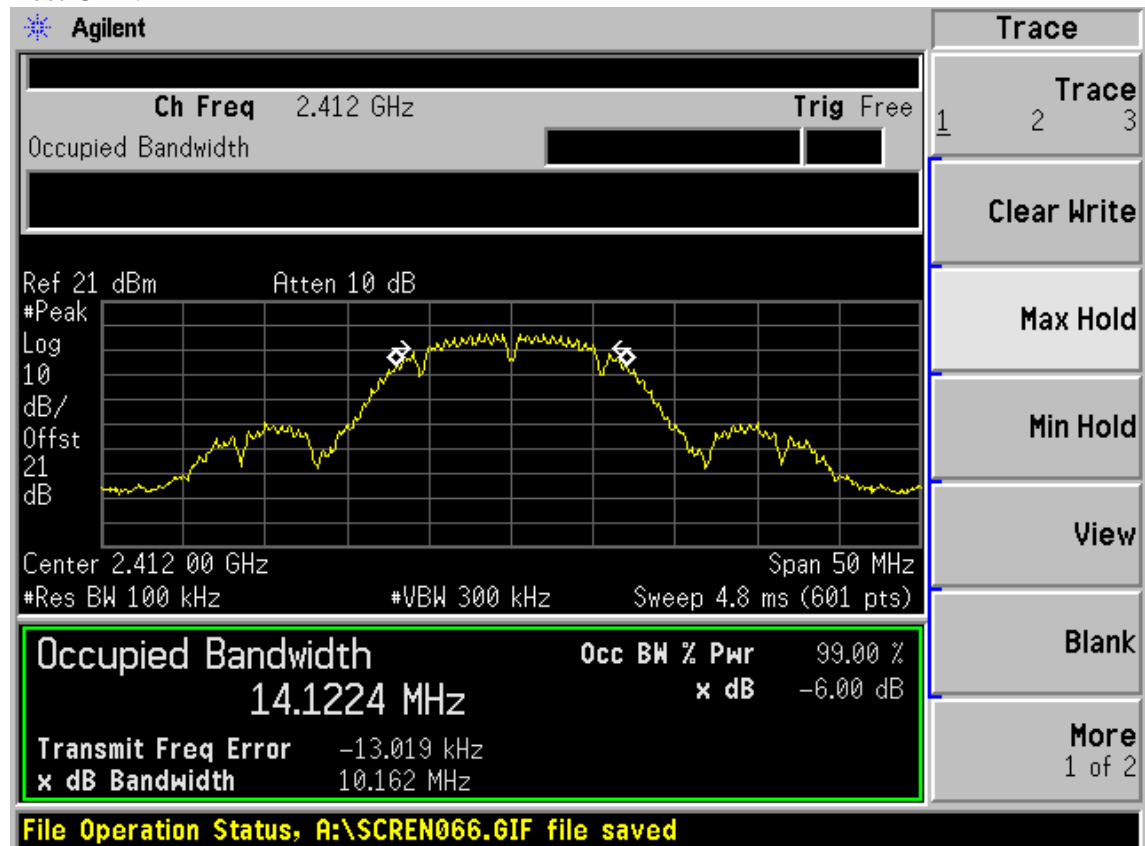 Agilent
Trace
Ch Freq 2.412 GHz Trig Free
Occupied Bandwidth
Trace
1 2 3
Clear Write
Ref 21 dBm Atten 10 dB
#Peak
Log
10
dB/
Offst
21
dB
Max Hold
Min Hold
View
Center 2.412 00 GHz Span 50 MHz
#Res BW 100 kHz #VBW 300 kHz Sweep 4.8 ms (601 pts)
Occupied Bandwidth
14.1224 MHz
Occ BW % Pwr 99.00 %
x dB -6.00 dB
Transmit Freq Error -13.019 kHz
x dB Bandwidth 10.162 MHz
Blank
More
1 of 2
File Operation Status, A:\SCREN066.GIF file saved